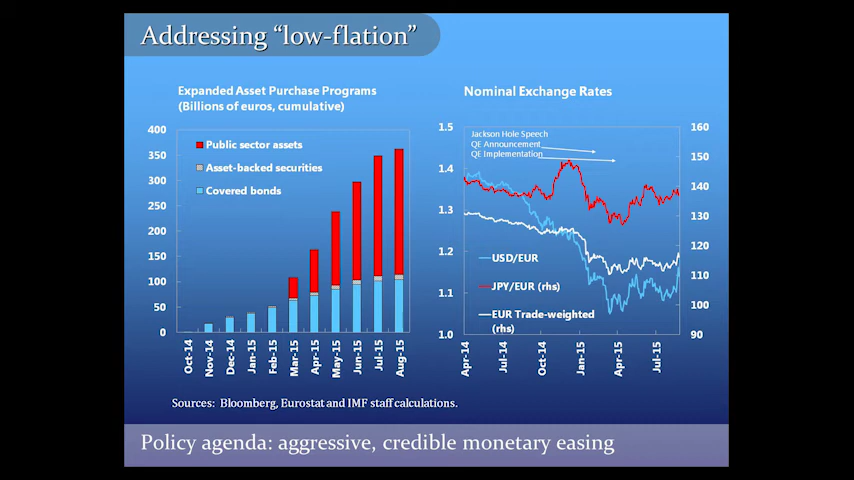 Addressing “low-flation”
Expanded Asset Purchase Programs
(Billions of euros, cumulative)
400
350
300
250
200
150
100
50
0
Public sector assets
Asset-backed securities
Covered bonds
Oct-14
Nov-14
Dec-14
Jan-15
Feb-15
Mar-15
Apr-15
May-15
Jun-15
Jul-15
Aug-15
Nominal Exchange Rates
1.5
1.4
1.3
1.2
1.1
1.0
Jackson Hole Speech
QE Announcement
QE Implementation
USD/EUR
JPY/EUR (rhs)
EUR Trade-weighted
(rhs)
160
150
140
130
120
110
100
90
Apr-14
Jul-14
Oct-14
Jan-15
Apr-15
Jul-15
Sources: Bloomberg, Eurostat and IMF staff calculations.
Policy agenda: aggressive, credible monetary easing